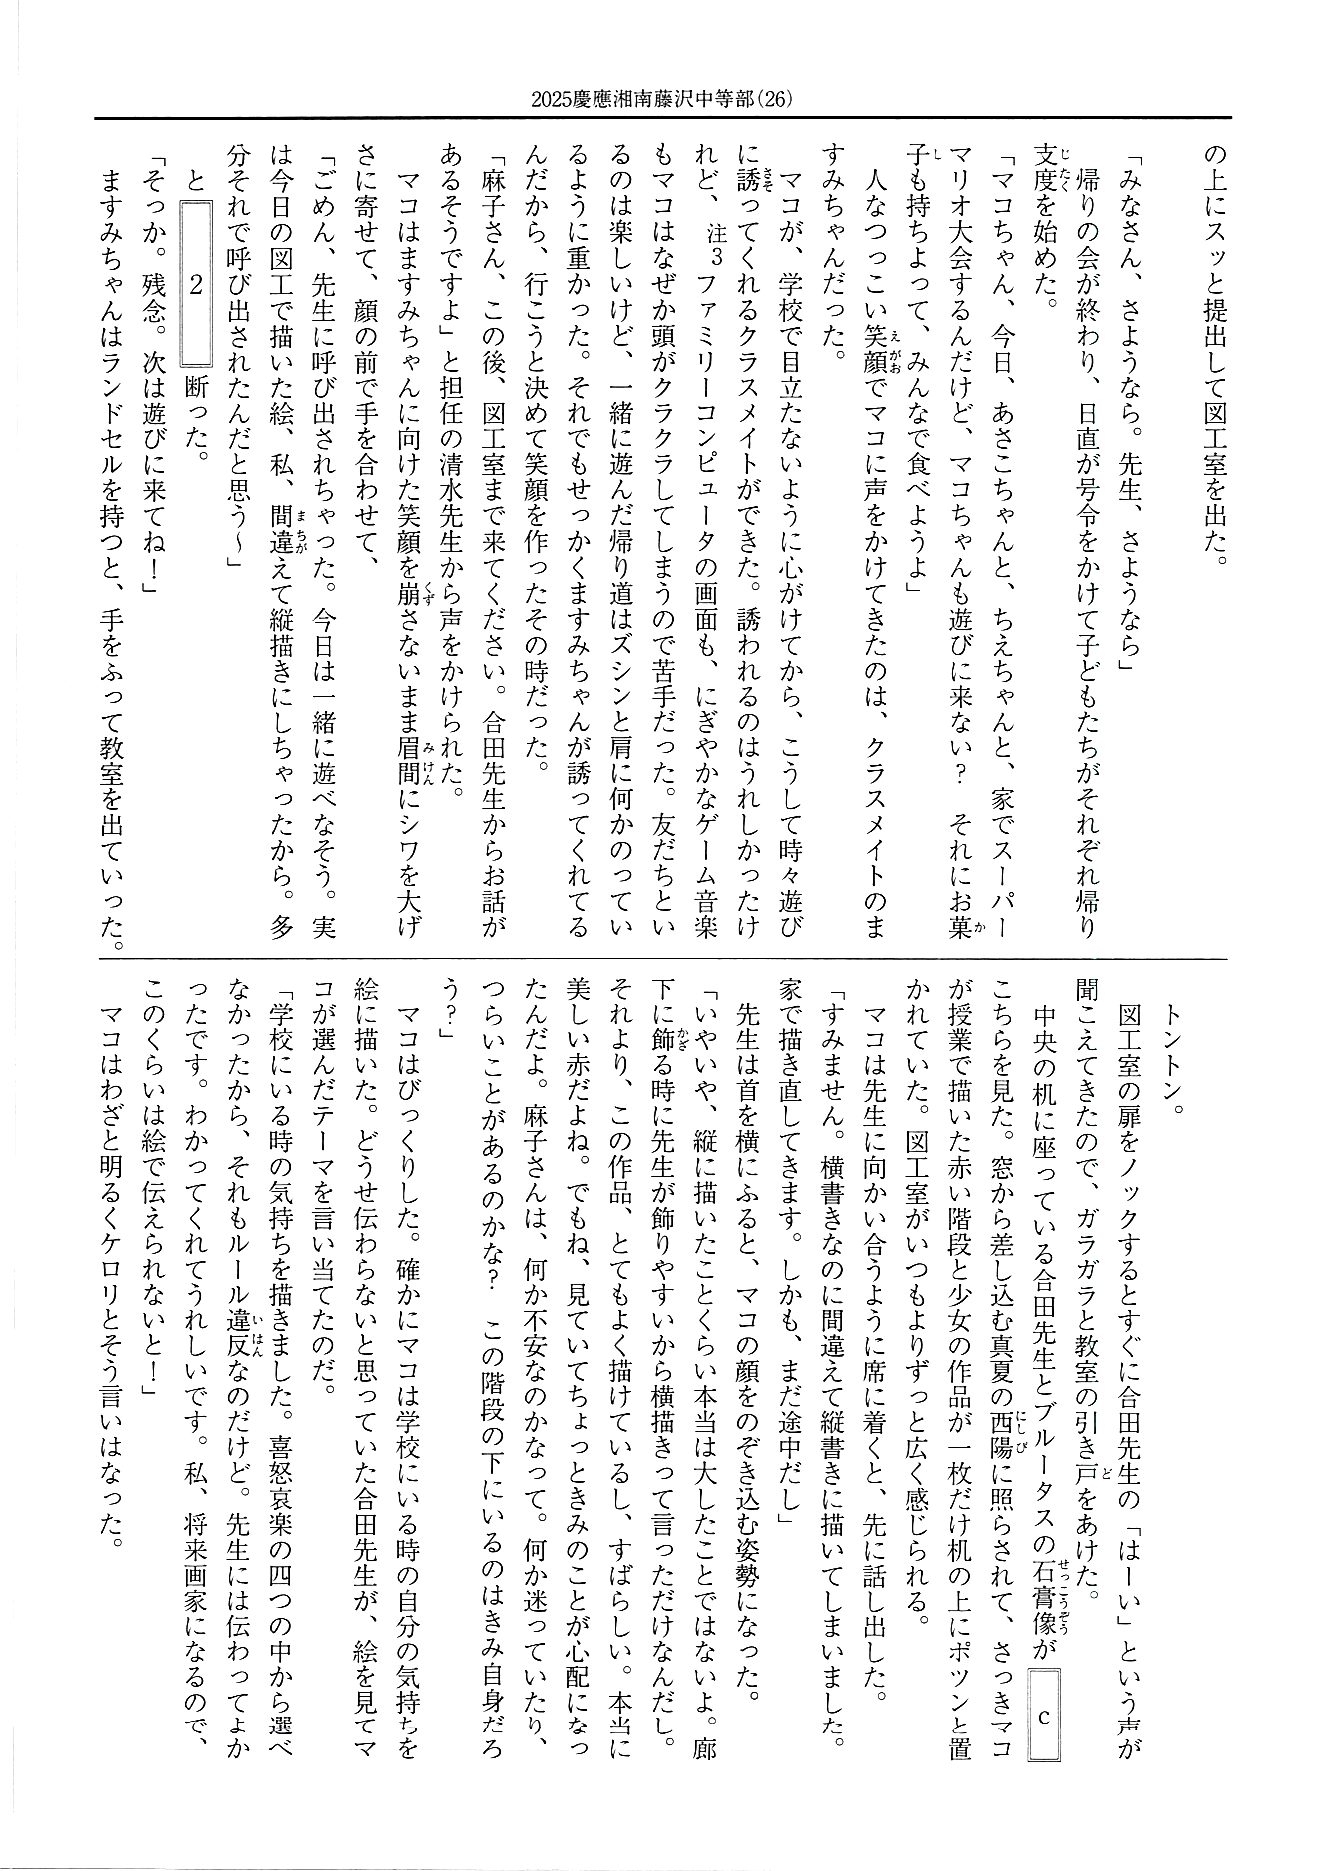 2025慶應湘南藤沢中等部(26)
の上にスッと提出して図工室を出た。
「みなさん、さようなら。先生、さようなら」
帰りの会が終わり、日直が号令をかけて子どもたちがそれぞれ帰り
支度を始めた。
「マコちゃん、今日、あさこちゃんと、ちえちゃんと、家でスーパー
マリオ大会するんだけど、マコちゃんも遊びに来ない？　それにお菓
子も持ちよって、みんなで食べようよ」
人なつっこい笑顔でマコに声をかけてきたのは、クラスメイトのま
すみちゃんだった。
マコが、学校で目立たないように心がけてから、こうして時々遊び
に誘ってくれるクラスメイトができた。誘われるのはうれしかったけ
れど、注3ファミリーコンピュータの画面も、にぎやかなゲーム音楽
もマコはなぜか頭がクラクラしてしまうので苦手だった。友だちとい
るのは楽しいけど、一緒に遊んだ帰り道はズシンと肩に何かのってい
るように重かった。それでもせっかくますみちゃんが誘ってくれてる
んだから、行こうと決めて笑顔を作ったその時だった。
「麻子さん、この後、図工室まで来てください。合田先生からお話が
あるそうですよ」と担任の清水先生から声をかけられた。
マコはますみちゃんに向けた笑顔を崩さないまま眉間にシワを大げ
さに寄せて、顔の前で手を合わせて、
「ごめん、先生に呼び出されちゃった。今日は一緒に遊べなそう。実
は今日の図工で描いた絵、私、間違えて縦描きにしちゃったから。多
分それで呼び出されたんだと思う〜」
と　2　断った。
「そっか。残念。次は遊びに来てね！」
ますみちゃんはランドセルを持つと、手をふって教室を出ていった。
トントン。
図工室の扉をノックするとすぐに合田先生の「はーい」という声が
聞こえてきたので、ガラガラと教室の引き戸をあけた。
中央の机に座っている合田先生とブルータスの石膏像が　c
こちらを見た。窓から差し込む真夏の西陽に照らされて、さっきマコ
が授業で描いた赤い階段と少女の作品が一枚だけ机の上にポツンと置
かれていた。図工室がいつもよりずっと広く感じられる。
マコは先生に向かい合うように席に着くと、先に話し出した。
「すみません。横書きなのに間違えて縦書きに描いてしまいました。
家で描き直してきます。しかも、まだ途中だし」
先生は首を横にふると、マコの顔をのぞき込む姿勢になった。
「いやいや、縦に描いたことくらい本当は大したことではないよ。廊
下に飾る時に先生が飾りやすいから横描きって言っただけなんだし。
それより、この作品、とてもよく描けているし、すばらしい。本当に
美しい赤だよね。でもね、見ていてちょっときみのことが心配になっ
たんだよ。麻子さんは、何か不安なのかなって。何か迷っていたり、
つらいことがあるのかな？　この階段の下にいるのはきみ自身だろ
う？」
マコはびっくりした。確かにマコは学校にいる時の自分の気持ちを
絵に描いた。どうせ伝わらないと思っていた合田先生が、絵を見てマ
コが選んだテーマを言い当てたのだ。
「学校にいる時の気持ちを描きました。喜怒哀楽の四つの中から選べ
なかったから、それもルール違反なのだけど。先生には伝わってよか
ったです。わかってくれてうれしいです。私、将来画家になるので、
このくらいは絵で伝えられないと！」
マコはわざと明るくケロリとそう言いはなった。